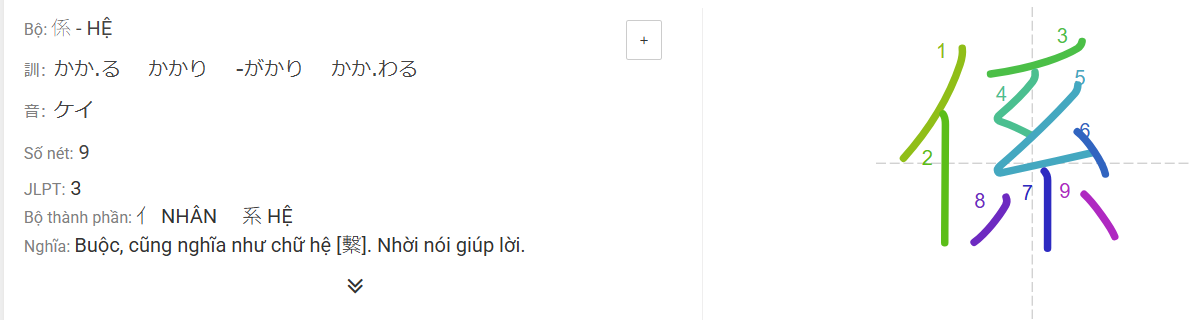 Bộ: 係 - HỆ
+
訓: かか.る かかり -がかり かか.わる
音: ケイ
Số nét: 9
JLPT: 3
Bộ thành phần: 亻 NHÂN 系 HỆ
Nghĩa: Buộc, cũng nghĩa như chữ hệ [繫]. Nhời nói giúp lời.
係
1
2
3
4
5
6
7
8
9